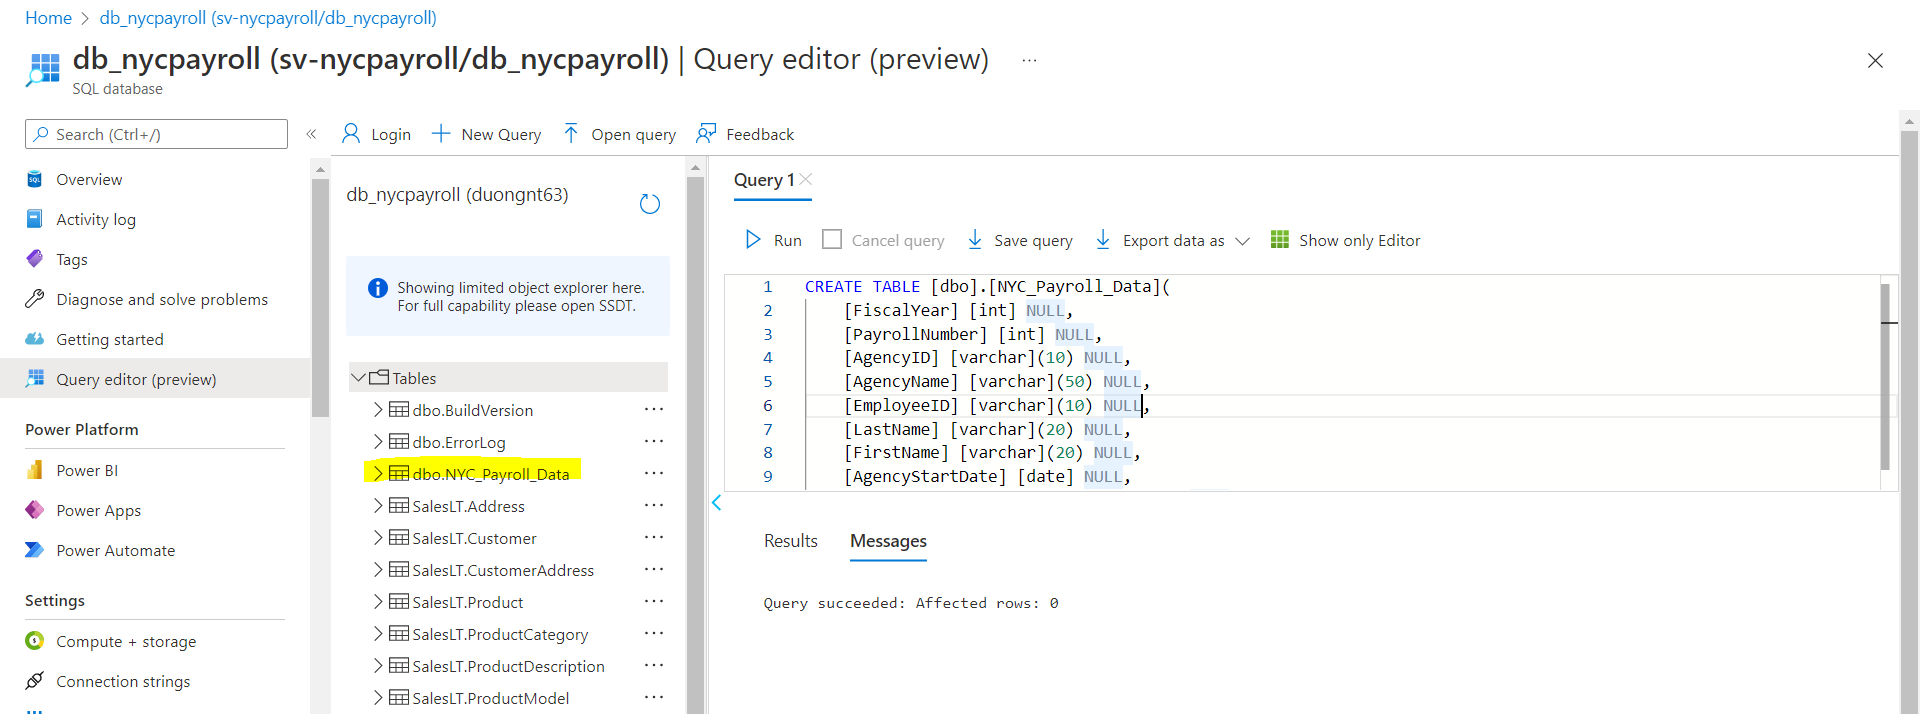 Home > db_nycpayroll (sv-nycpayroll/db_nycpayroll)
db_nycpayroll (sv-nycpayroll/db_nycpayroll) | Query editor (preview) ...
SQL database
Search (Ctrl+/)
«
Overview
Activity log
Tags
Diagnose and solve problems
Getting started
Query editor (preview)
Power Platform
Power BI
Power Apps
Power Automate
Settings
Compute + storage
Connection strings
Login
New Query
Open query
Feedback
db_nycpayroll (duongnt63)
Showing limited object explorer here.
For full capability please open SSDT.
Tables
dbo.BuildVersion ...
dbo.ErrorLog ...
dbo.NYC_Payroll_Data ...
SalesLT.Address ...
SalesLT.Customer ...
SalesLT.CustomerAddress ...
SalesLT.Product ...
SalesLT.ProductCategory ...
SalesLT.ProductDescription ...
SalesLT.ProductModel ...
Query 1
Run
Cancel query
Save query
Export data as
Show only Editor
1 CREATE TABLE [dbo].[NYC_Payroll_Data](
2 [FiscalYear] [int] NULL,
3 [PayrollNumber] [int] NULL,
4 [AgencyID] [varchar](10) NULL,
5 [AgencyName] [varchar](50) NULL,
6 [EmployeeID] [varchar](10) NULL,
7 [LastName] [varchar](20) NULL,
8 [FirstName] [varchar](20) NULL,
9 [AgencyStartDate] [date] NULL,
Results
Messages
Query succeeded: Affected rows: 0